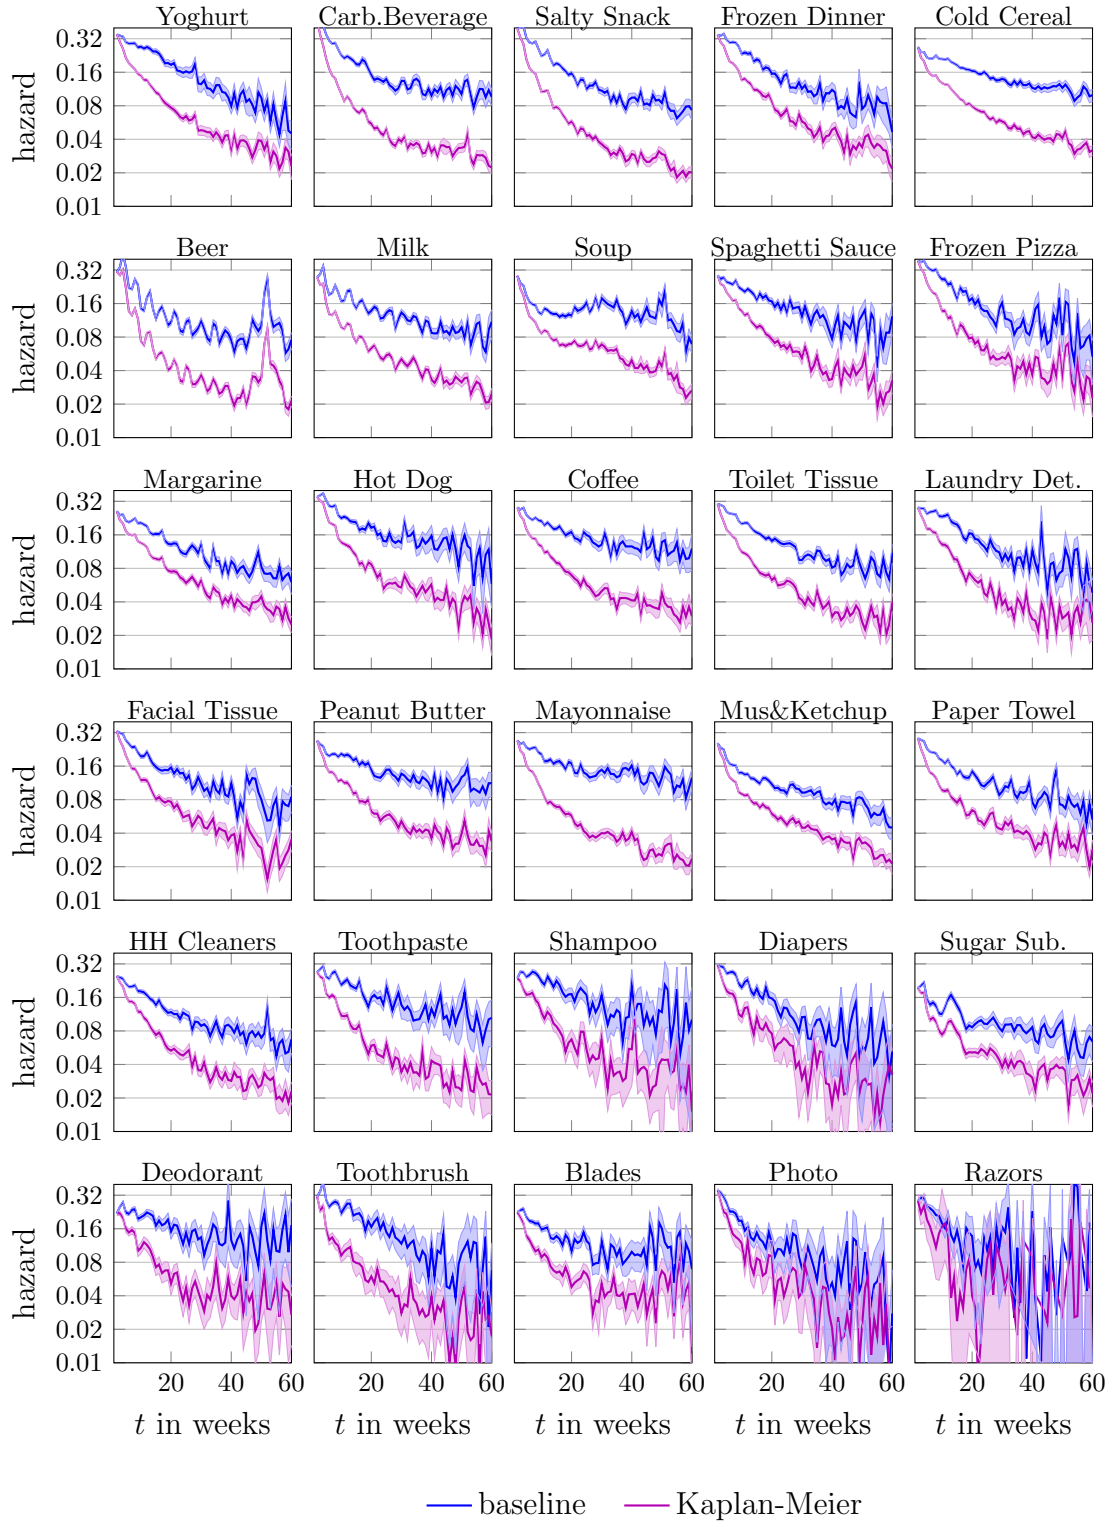 Yoghurt Carb.Beverage Salty Snack Frozen Dinner Cold Cereal
hazard
0.32
0.16
0.08
0.04
0.02
0.01
Beer Milk Soup Spaghetti Sauce Frozen Pizza
hazard
0.32
0.16
0.08
0.04
0.02
0.01
Margarine Hot Dog Coffee Toilet Tissue Laundry Det.
hazard
0.32
0.16
0.08
0.04
0.02
0.01
Facial Tissue Peanut Butter Mayonnaise Mus&Ketchup Paper Towel
hazard
0.32
0.16
0.08
0.04
0.02
0.01
HH Cleaners Toothpaste Shampoo Diapers Sugar Sub.
hazard
0.32
0.16
0.08
0.04
0.02
0.01
Deodorant Toothbrush Blades Photo Razors
hazard
0.32
0.16
0.08
0.04
0.02
0.01
20 40 60 20 40 60 20 40 60 20 40 60 20 40 60
t in weeks t in weeks t in weeks t in weeks t in weeks
baseline Kaplan-Meier